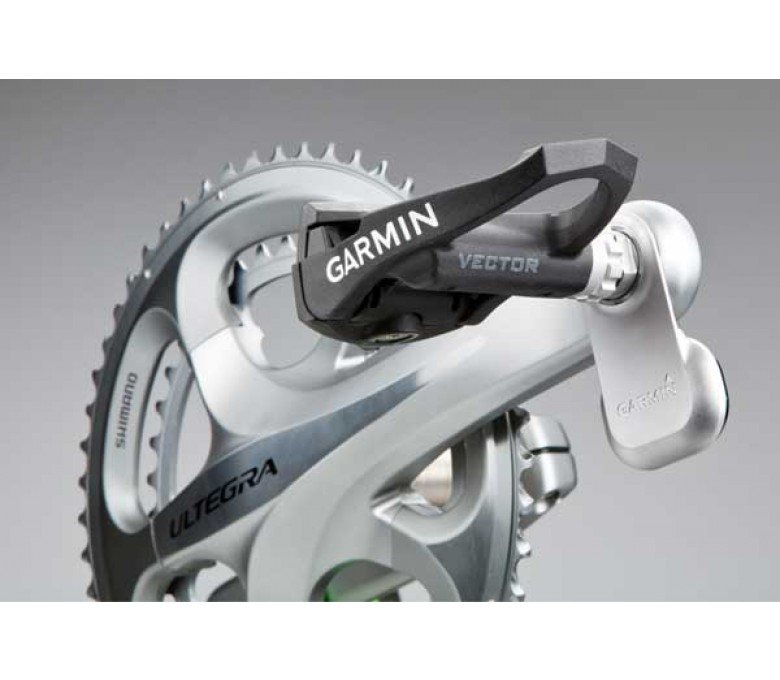 GARMIN
VECTOR
GARMIN
SHIMANO
ULTEGRA